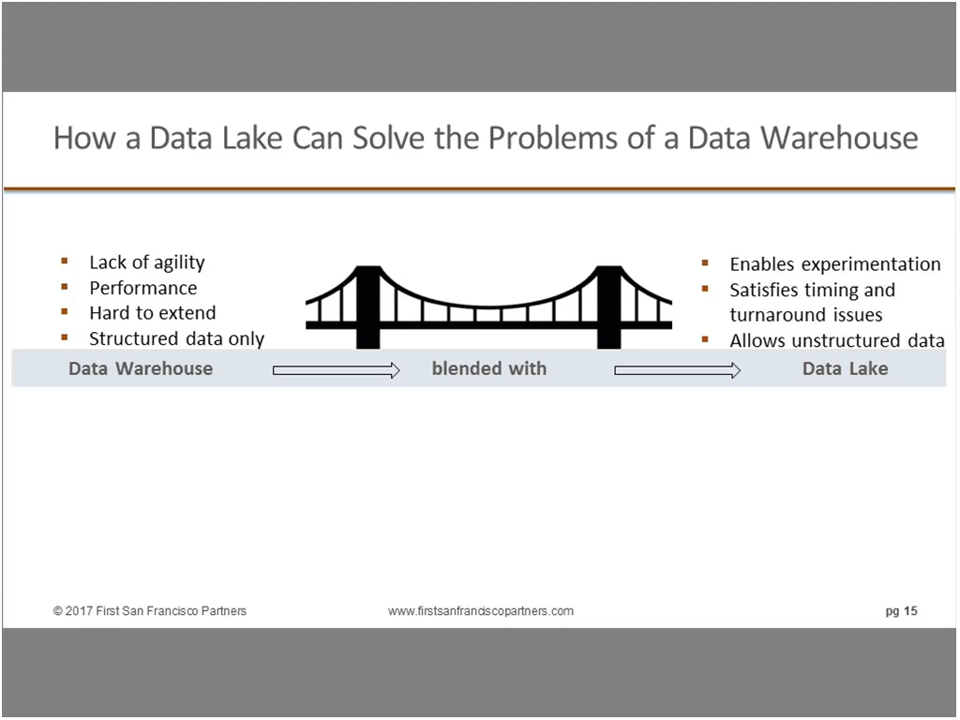 How a Data Lake Can Solve the Problems of a Data Warehouse
▪ Lack of agility
▪ Performance
▪ Hard to extend
▪ Structured data only
▪ Enables experimentation
▪ Satisfies timing and
turnaround issues
▪ Allows unstructured data
Data Warehouse blended with Data Lake
© 2017 First San Francisco Partners www.firstsanfranciscopartners.com pg 15